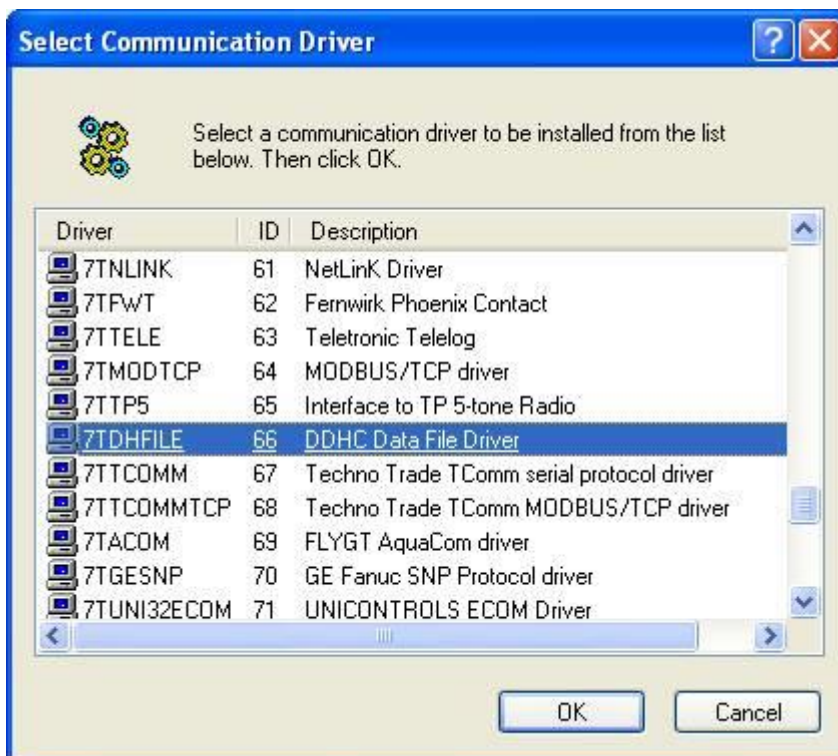 Select Communication Driver
Select a communication driver to be installed from the list
below. Then click OK.
Driver ID Description
7TNLINK 61 NetLinK Driver
7TFWT 62 Fernwirk Phoenix Contact
7TTELE 63 Teletronic Telelog
7TMODTCP 64 MODBUS/TCP driver
7TTP5 65 Interface to TP 5-tone Radio
7TDHFILE 66 DDHC Data File Driver
7TTCOMM 67 Techno Trade TComm serial protocol driver
7TTCOMMTCP 68 Techno Trade TComm MODBUS/TCP driver
7TACOM 69 FLYGT AquaCom driver
7TGESNP 70 GE Fanuc SNP Protocol driver
7TUNI32ECOM 71 UNICONTROLS ECOM Driver
OK Cancel